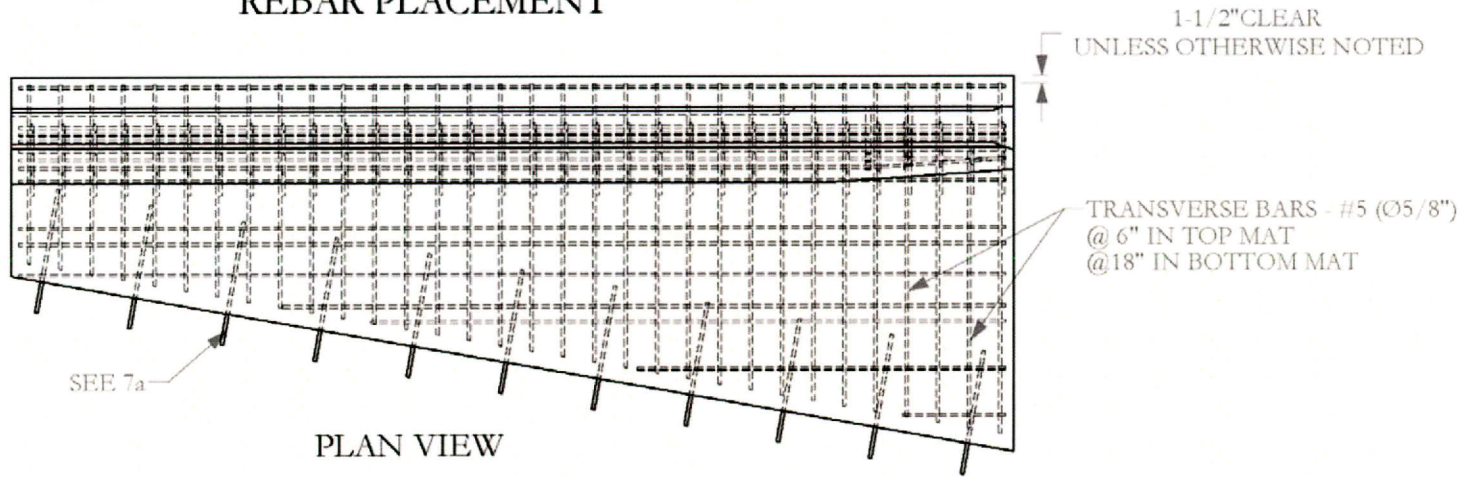 REBAR PLACEMENT
1-1/2"CLEAR
UNLESS OTHERWISE NOTED
TRANSVERSE BARS - #5 (Ø5/8")
@ 6" IN TOP MAT
@18" IN BOTTOM MAT
SEE 7a
PLAN VIEW